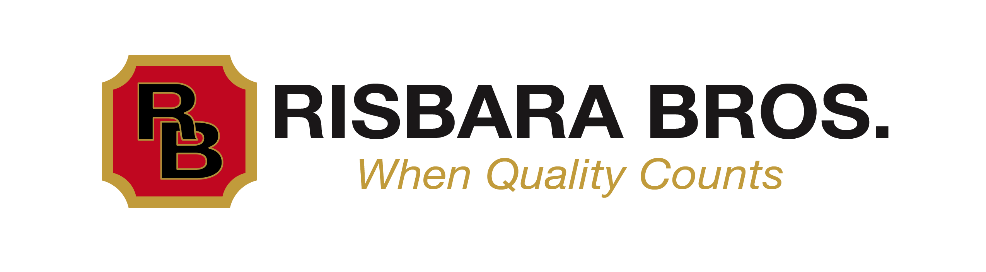 RB
RISBARA BROS.
When Quality Counts